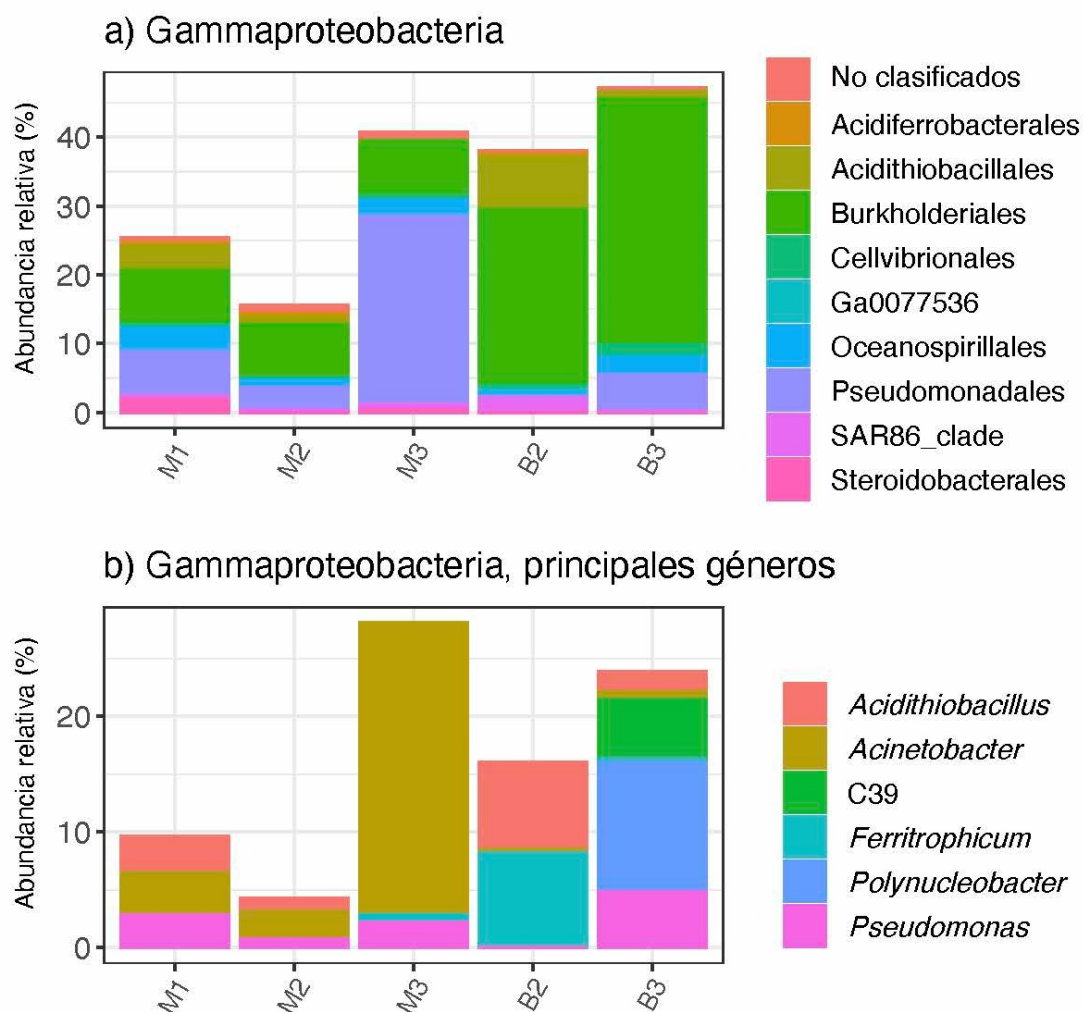 a) Gammaproteobacteria
Abundancia relativa (%)
40
30
20
10
0
M1
M2
M3
B2
B3
No clasificados
Acidiferrobacterales
Acidithiobacillales
Burkholderiales
Cellvibrionales
Ga0077536
Oceanospirillales
Pseudomonadales
SAR86_clade
Steroidobacterales
b) Gammaproteobacteria, principales géneros
Abundancia relativa (%)
20
10
0
M1
M2
M3
B2
B3
Acidithiobacillus
Acinetobacter
C39
Ferritrophicum
Polynucleobacter
Pseudomonas